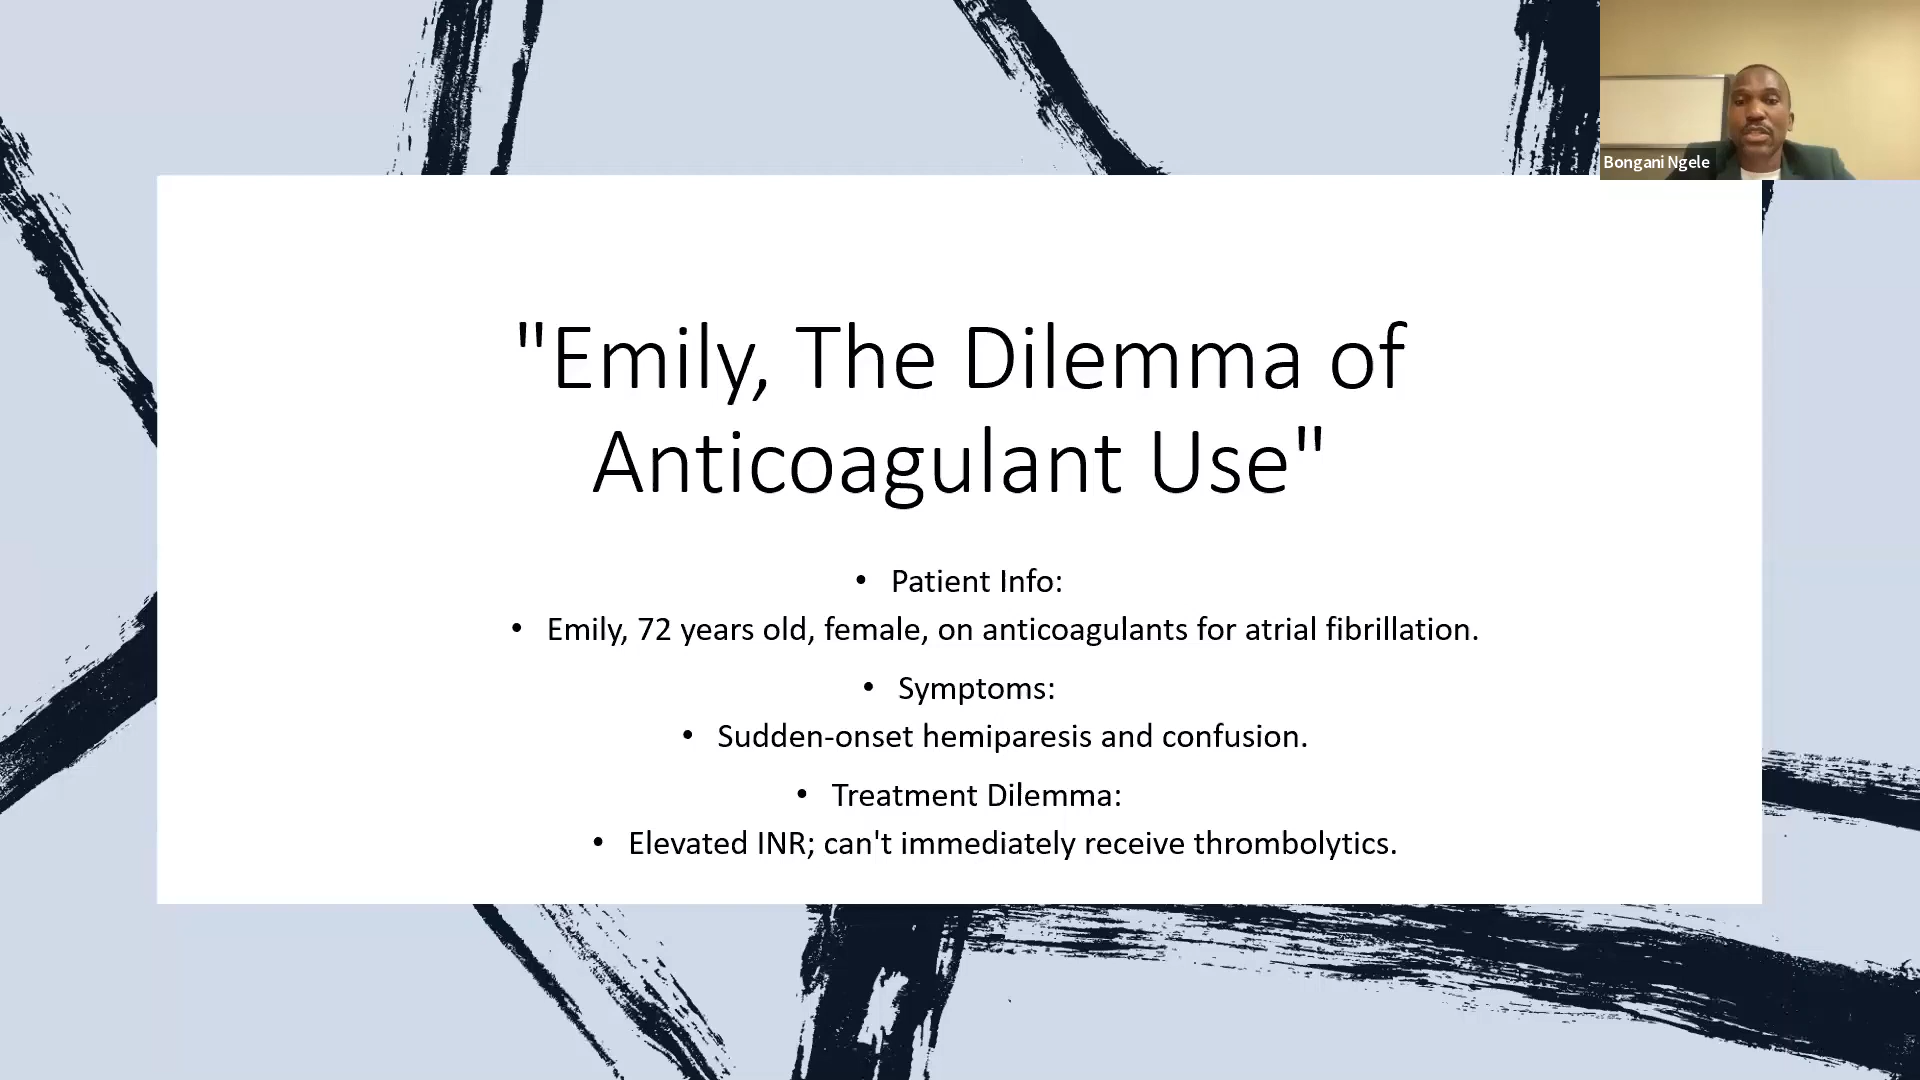 Bongani Ngele
"Emily, The Dilemma of
Anticoagulant Use"
• Patient Info:
• Emily, 72 years old, female, on anticoagulants for atrial fibrillation.
• Symptoms:
• Sudden-onset hemiparesis and confusion.
• Treatment Dilemma:
• Elevated INR; can't immediately receive thrombolytics.